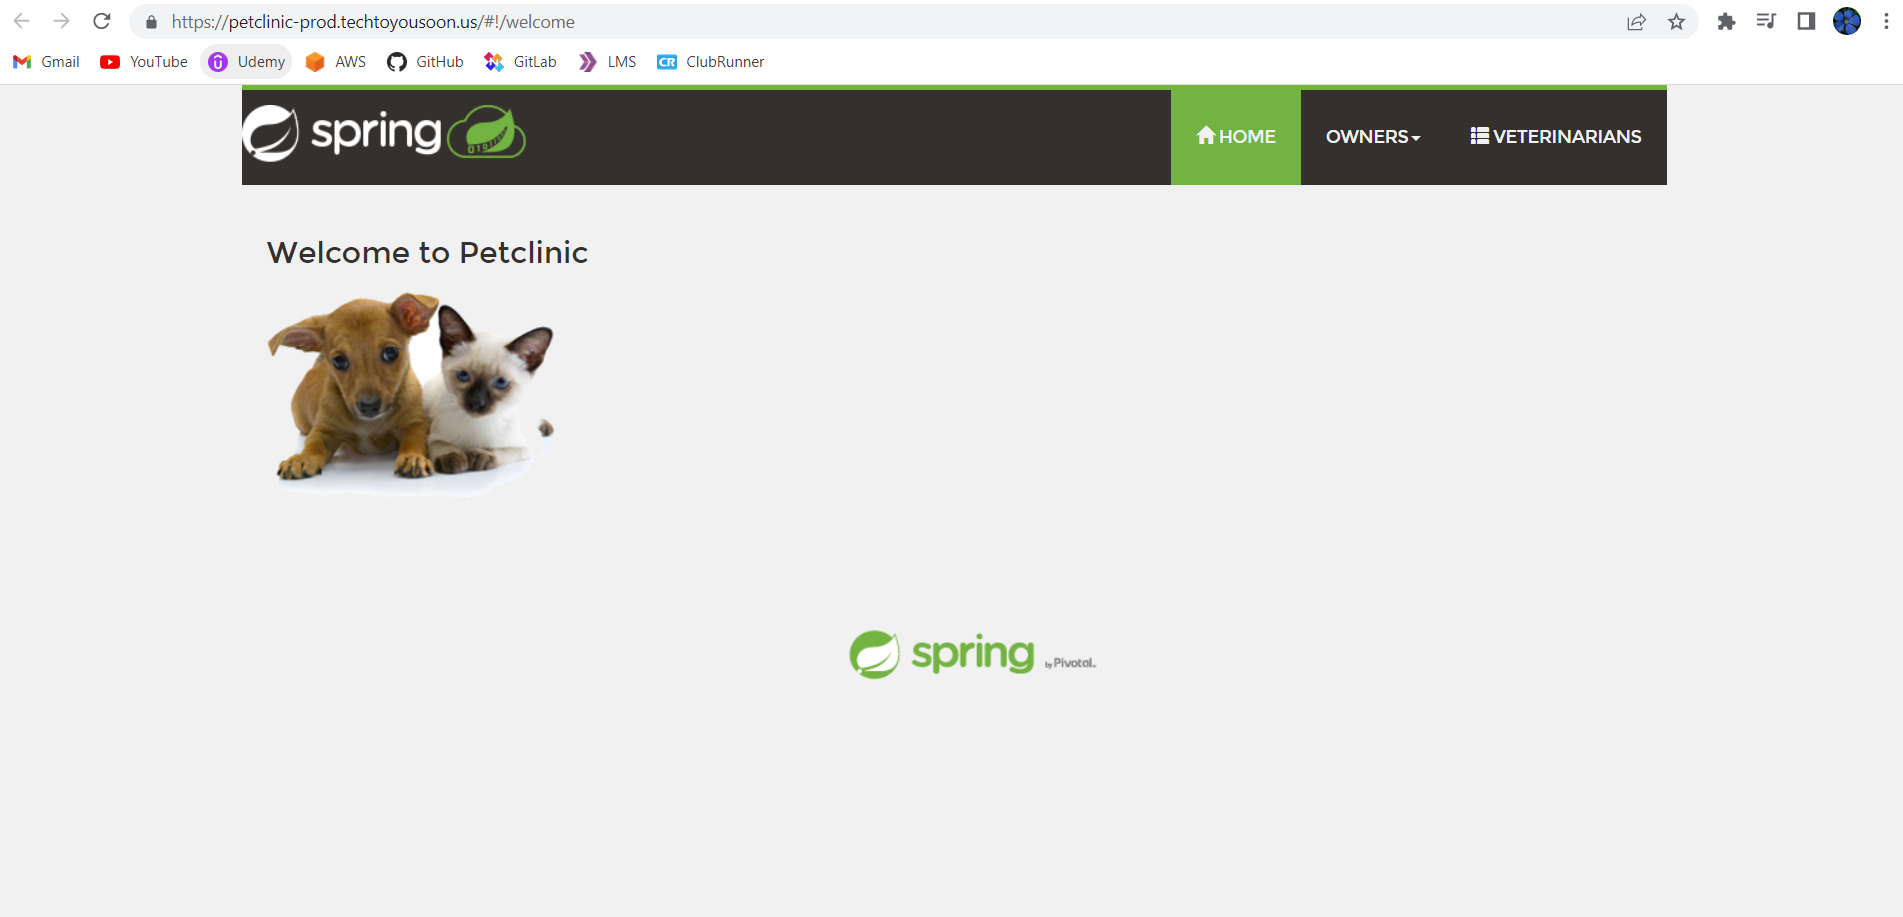 https://petclinic-prod.techtoyousoon.us/#!/welcome
Gmail YouTube Udemy AWS GitHub GitLab LMS CR ClubRunner
spring HOME OWNERS VETERINARIANS
Welcome to Petclinic
spring by Pivotal